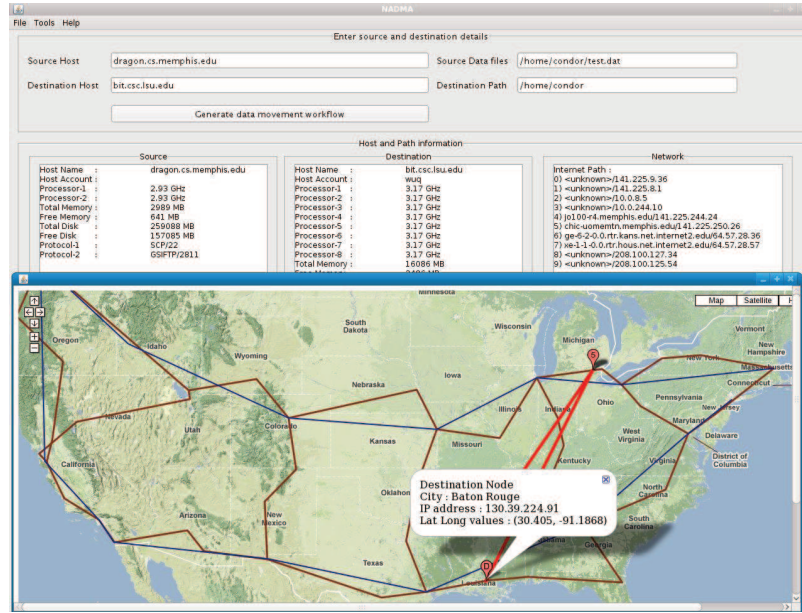 NADMA
File Tools Help
Enter source and destination details
Source Host
dragon.cs.memphis.edu
Source Data files
/home/condor/test.dat
Destination Host
bit.csc.lsu.edu
Destination Path
/home/condor
Generate data movement workflow
Host and Path information
Source
Host Name : dragon.cs.memphis.edu
Host Account :
Processor-1 : 2.93 GHz
Processor-2 : 2.93 GHz
Total Memory : 2989 MB
Free Memory : 641 MB
Total Disk : 259088 MB
Free Disk : 157085 MB
Protocol-1 : SCP/22
Protocol-2 : GSIFTP/2811
Destination
Host Name : bit.csc.lsu.edu
Host Account : wuq
Processor-1 : 3.17 GHz
Processor-2 : 3.17 GHz
Processor-3 : 3.17 GHz
Processor-4 : 3.17 GHz
Processor-5 : 3.17 GHz
Processor-6 : 3.17 GHz
Processor-7 : 3.17 GHz
Processor-8 : 3.17 GHz
Total Memory : 16086 MB
Network
Internet Path :
0) <unknown>/141.225.9.36
1) <unknown>/141.225.8.1
2) <unknown>/10.0.8.5
3) <unknown>/10.0.244.10
4) jo100-r4.memphis.edu/141.225.244.24
5) chic-uomemtn.memphis.edu/141.225.250.26
6) ge-6-2-0.0.rtr.kans.net.internet2.edu/64.57.28.36
7) xe-1-1-0.0.rtr.hous.net.internet2.edu/64.57.28.57
8) <unknown>/208.100.127.34
9) <unknown>/208.100.125.54
Map
Satellite
Minnesota
Oregon
Idaho
Wyoming
South
Dakota
Wisconsin
Michigan
Vermont
New
Hampshire
New York
Massachusetts
Connecticut
Iowa
Nebraska
Illinois
Indiana
Ohio
Pennsylvania
New Jersey
Nevada
Utah
Colorado
Kansas
Missouri
West
Virginia
Maryland
Delaware
District of
Columbia
California
Kentucky
Virginia
Arizona
New
Mexico
North
Carolina
South
Carolina
Georgia
Texas
Louisiana
5
D
Destination Node
City : Baton Rouge
IP address : 130.39.224.91
Lat Long values : (30.405, -91.1868)